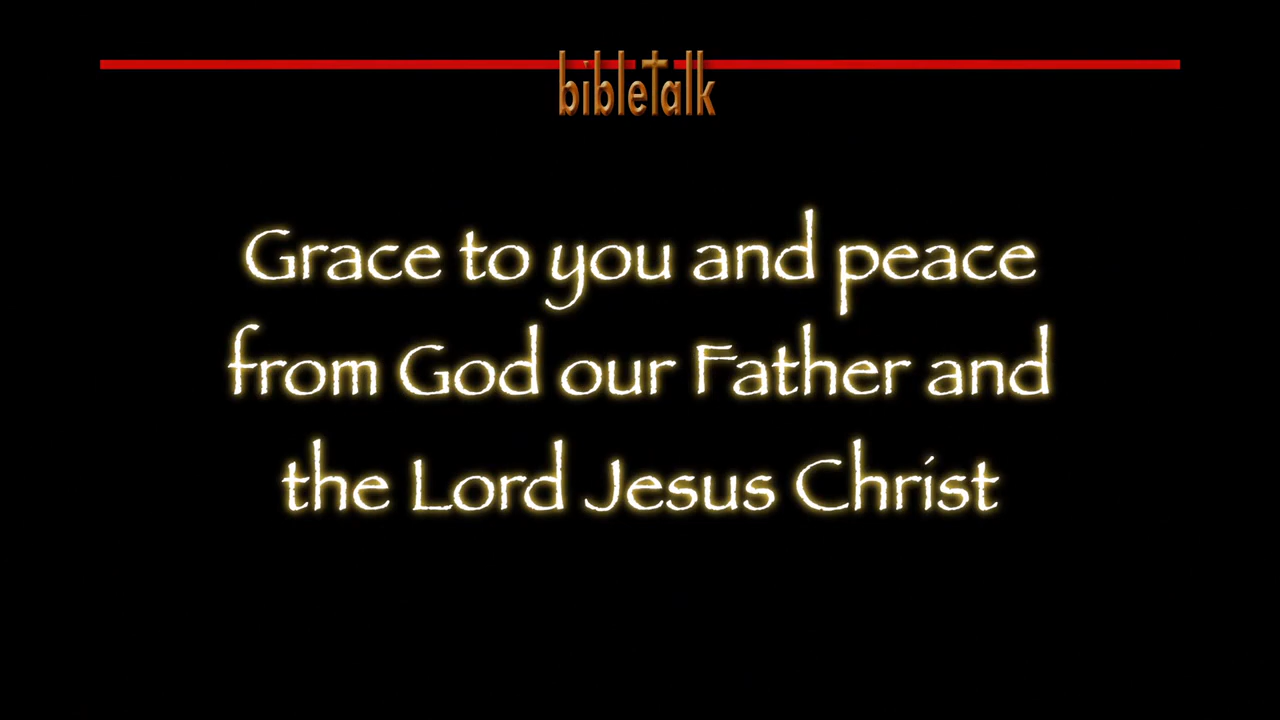 bibleTalk
Grace to you and peace
from God our Father and
the Lord Jesus Christ